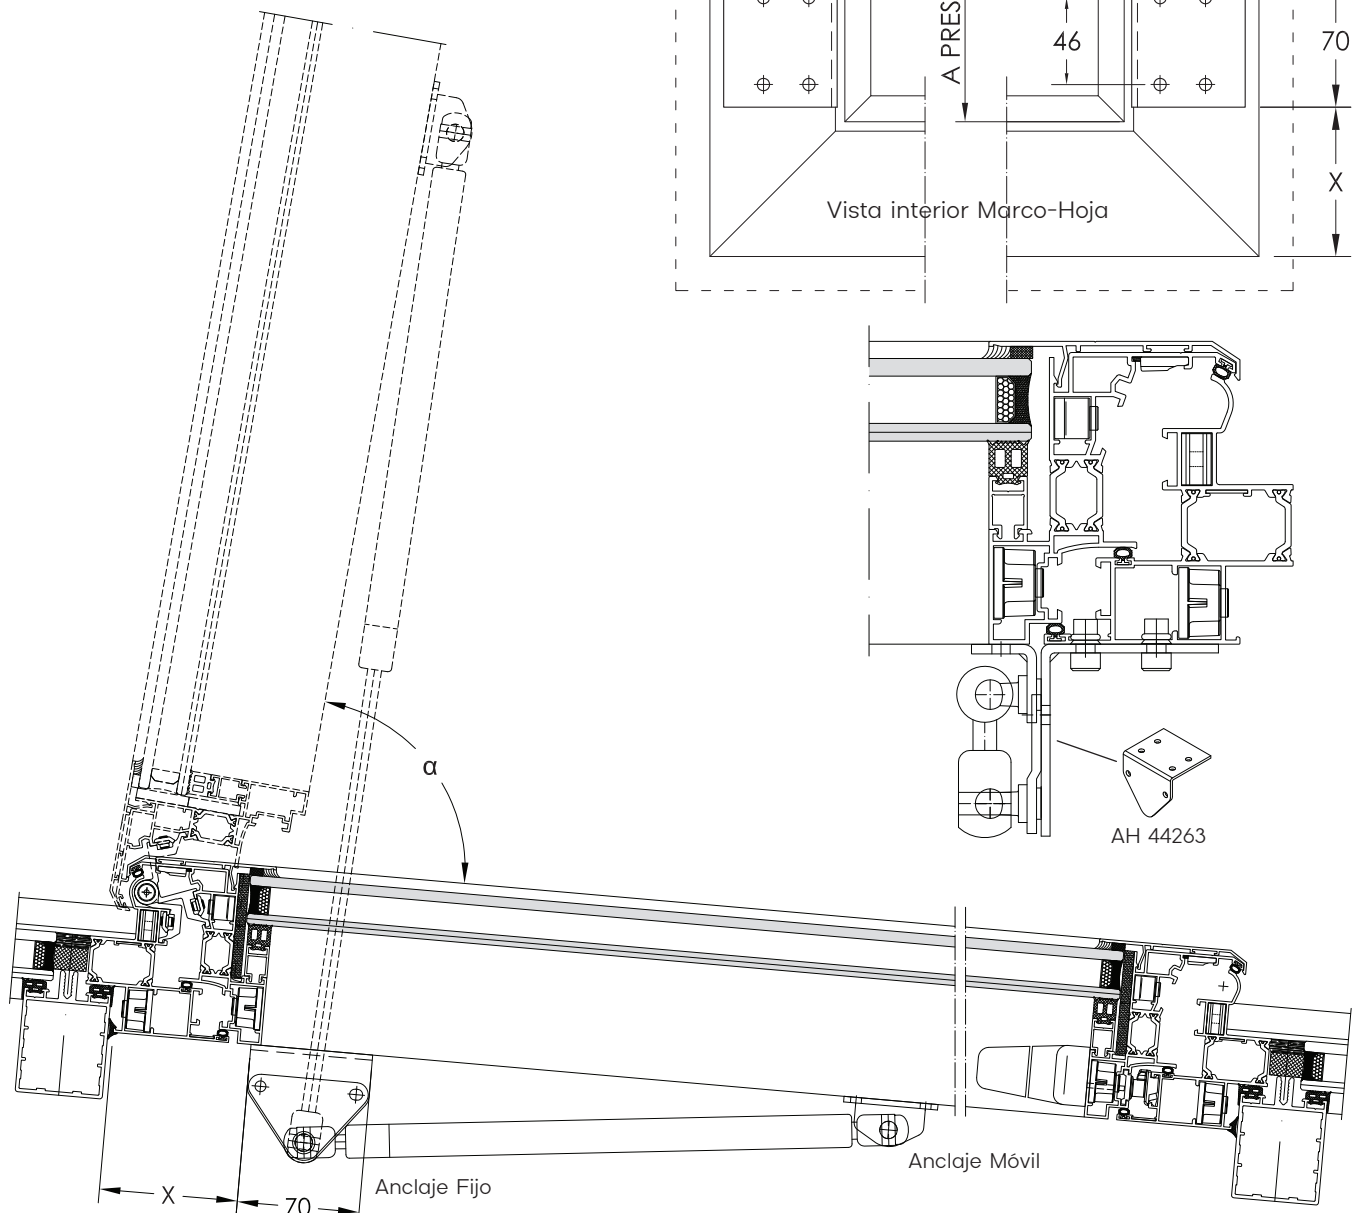 A PRES
46
70
X
Vista interior Marco-Hoja
α
AH 44263
Anclaje Móvil
Anclaje Fijo
X
70